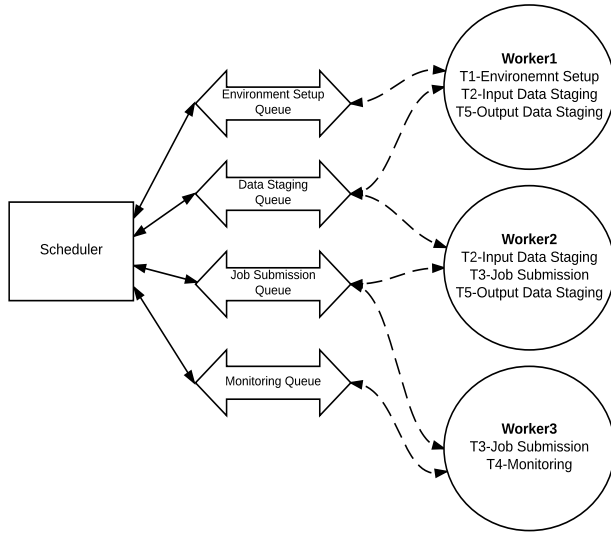 Scheduler
Environment Setup
Queue
Data Staging
Queue
Job Submission
Queue
Monitoring Queue
Worker1
T1-Environemnt Setup
T2-Input Data Staging
T5-Output Data Staging
Worker2
T2-Input Data Staging
T3-Job Submission
T5-Output Data Staging
Worker3
T3-Job Submission
T4-Monitoring